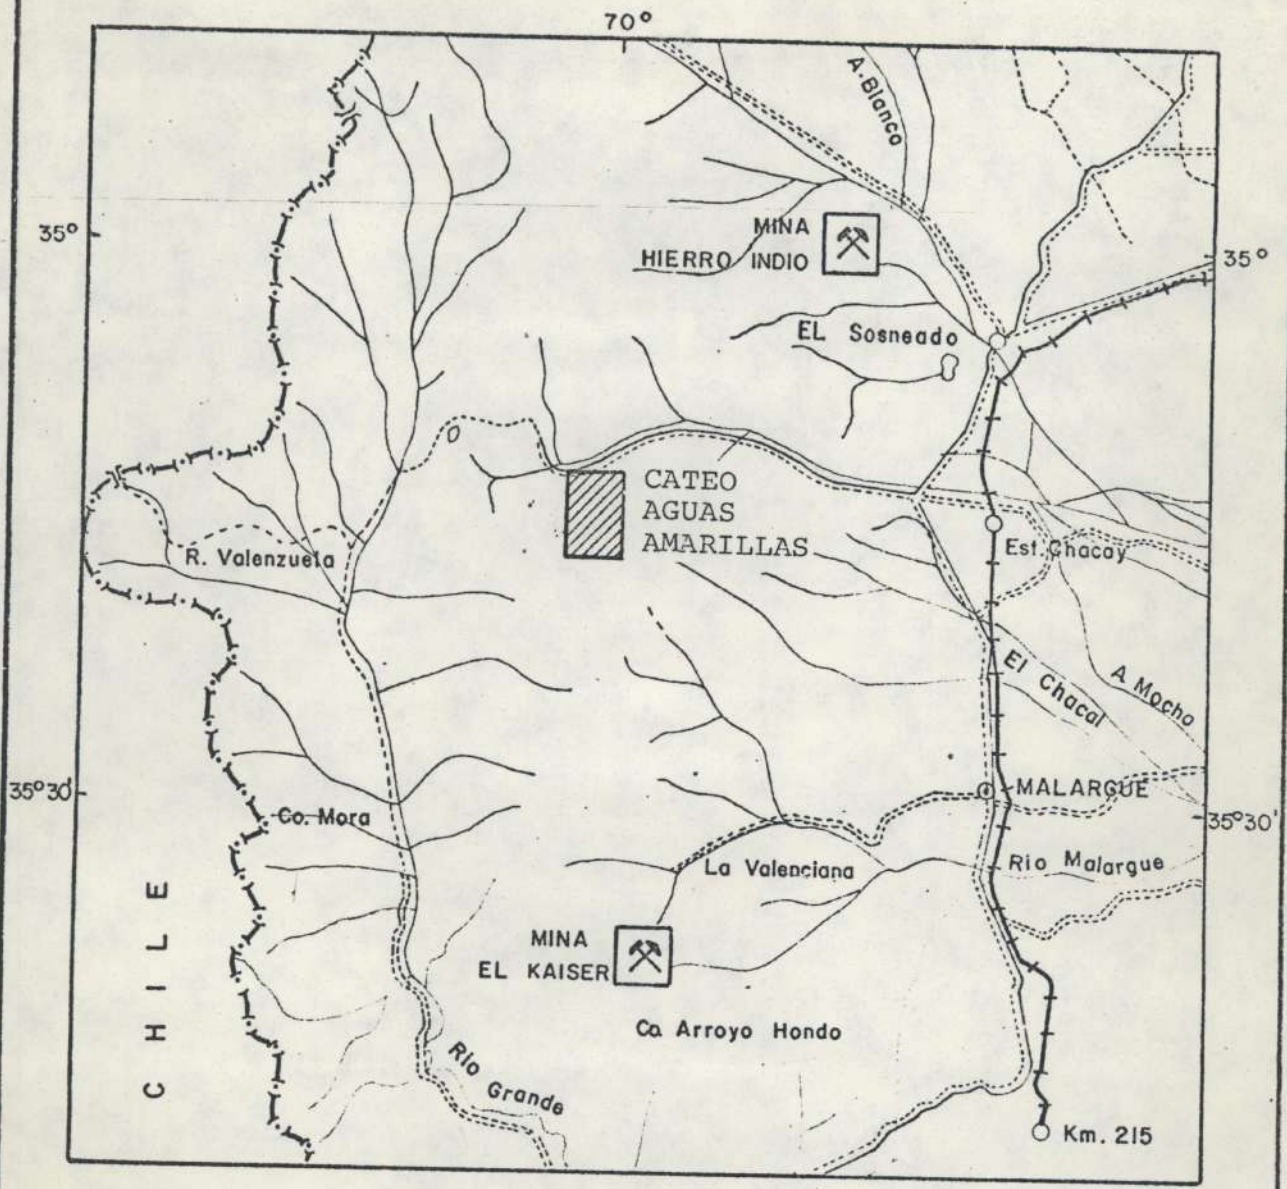 70°
A. Blanco
35°
MINA
HIERRO INDIO
35°
EL Sosneado
CATEO
AGUAS
AMARILLAS
R. Valenzuela
Est. Chacay
El Chacal
A Mocho
35°30'
MALARGUE
Co. Mora
35°30'
La Valenciana
Rio Malargue
CHILE
MINA
EL KAISER
Co Arroyo Hondo
Rio Grande
Km. 215